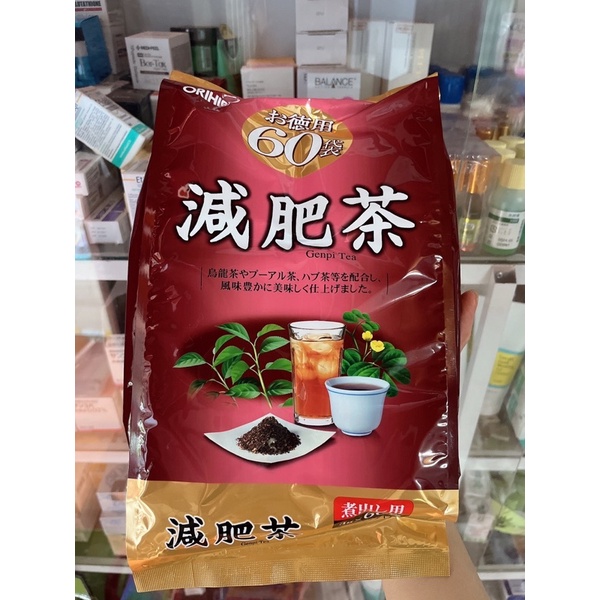 BALANCE
ORIHIRO
お徳用
60袋
減肥茶
Genpi Tea
烏龍茶やプーアル茶、ハブ茶等を配合し、
風味豊かに美味しく仕上げました。
減肥茶
Genpi Tea
煮出し用